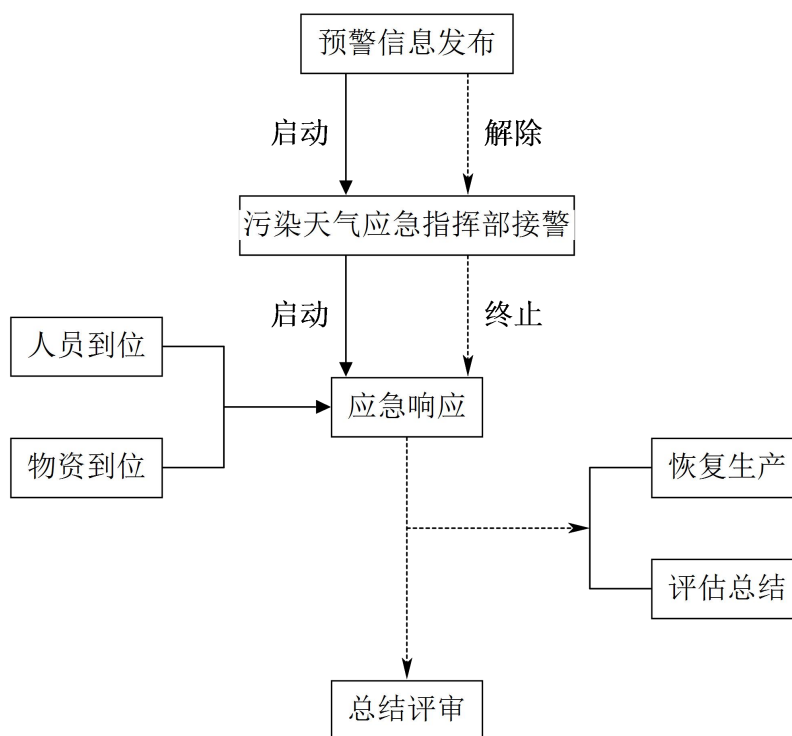 预警信息发布
启动
解除
污染天气应急指挥部接警
启动
终止
人员到位
应急响应
物资到位
恢复生产
评估总结
总结评审